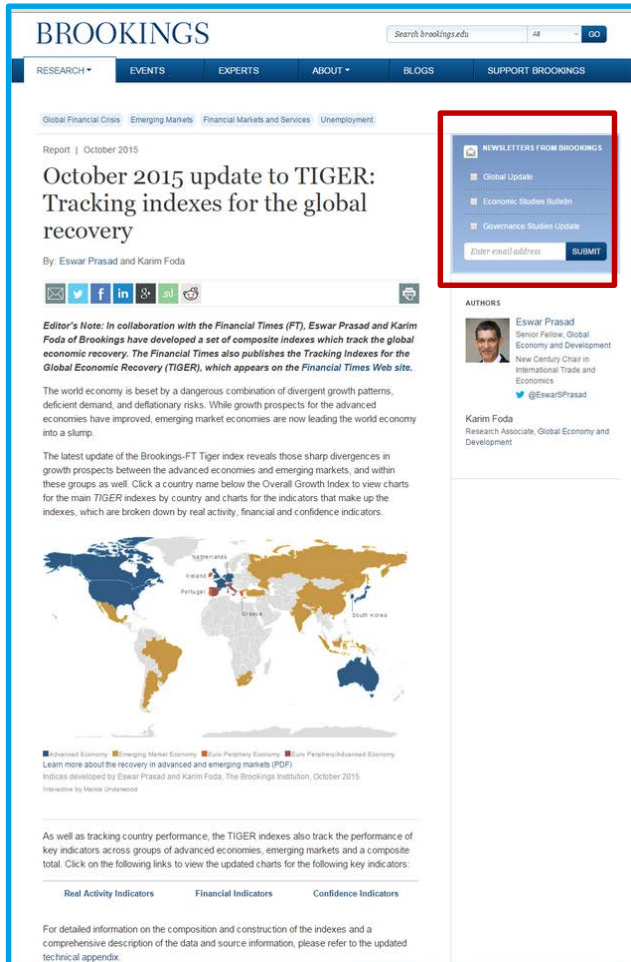 BROOKINGS
Search brookings.edu
All
GO
RESEARCH
EVENTS
EXPERTS
ABOUT
BLOGS
SUPPORT BROOKINGS
Global Financial Crisis
Emerging Markets
Financial Markets and Services
Unemployment
Report | October 2015
October 2015 update to TIGER:
Tracking indexes for the global
recovery
By: Eswar Prasad and Karim Foda
Editor's Note: In collaboration with the Financial Times (FT), Eswar Prasad and Karim
Foda of Brookings have developed a set of composite indexes which track the global
economic recovery. The Financial Times also publishes the Tracking Indexes for the
Global Economic Recovery (TIGER), which appears on the Financial Times Web site.
The world economy is beset by a dangerous combination of divergent growth patterns,
deficient demand, and deflationary risks. While growth prospects for the advanced
economies have improved, emerging market economies are now leading the world economy
into a slump.
The latest update of the Brookings-FT Tiger index reveals those sharp divergences in
growth prospects between the advanced economies and emerging markets, and within
these groups as well. Click a country name below the Overall Growth Index to view charts
for the main TIGER indexes by country and charts for the indicators that make up the
indexes, which are broken down by real activity, financial and confidence indicators.
Netherlands
Ireland
Portugal
Greece
South Korea
Advanced Economy
Emerging Market Economy
Euro Periphery Economy
Euro Periphery/Advanced Economy
Learn more about the recovery in advanced and emerging markets (PDF)
Indices developed by Eswar Prasad and Karim Foda, The Brookings Institution, October 2015
Interactive by Marcia Underwood
As well as tracking country performance, the TIGER indexes also track the performance of
key indicators across groups of advanced economies, emerging markets and a composite
total. Click on the following links to view the updated charts for the following key indicators:
Real Activity Indicators
Financial Indicators
Confidence Indicators
For detailed information on the composition and construction of the indexes and a
comprehensive description of the data and source information, please refer to the updated
technical appendix.
NEWSLETTERS FROM BROOKINGS
Global Update
Economic Studies Bulletin
Governance Studies Update
Enter email address
SUBMIT
AUTHORS
Eswar Prasad
Senior Fellow, Global
Economy and Development
New Century Chair in
International Trade and
Economics
@EswarSPrasad
Karim Foda
Research Associate, Global Economy and
Development